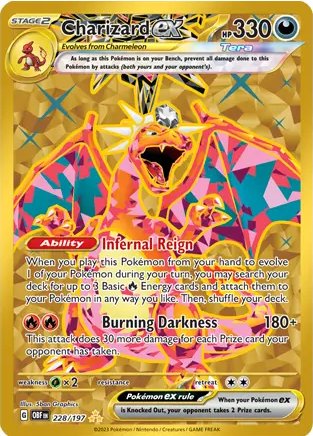 STAGE 2 Charizard ex HP 330
Evolves from Charmeleon Tera
As long as this Pokémon is on your Bench, prevent all damage done to this
Pokémon by attacks (both yours and your opponent's).
Ability Infernal Reign
When you play this Pokémon from your hand to evolve
1 of your Pokémon during your turn, you may search your
deck for up to 3 Basic Energy cards and attach them to
your Pokémon in any way you like. Then, shuffle your deck.
Burning Darkness 180+
This attack does 30 more damage for each Prize card your
opponent has taken.
weakness × 2 resistance retreat
Illus. 5ban Graphics
G OBF EN 228/197
Pokémon ex rule When your Pokémon ex
is Knocked Out, your opponent takes 2 Prize cards.
©2023 Pokémon / Nintendo / Creatures / GAME FREAK